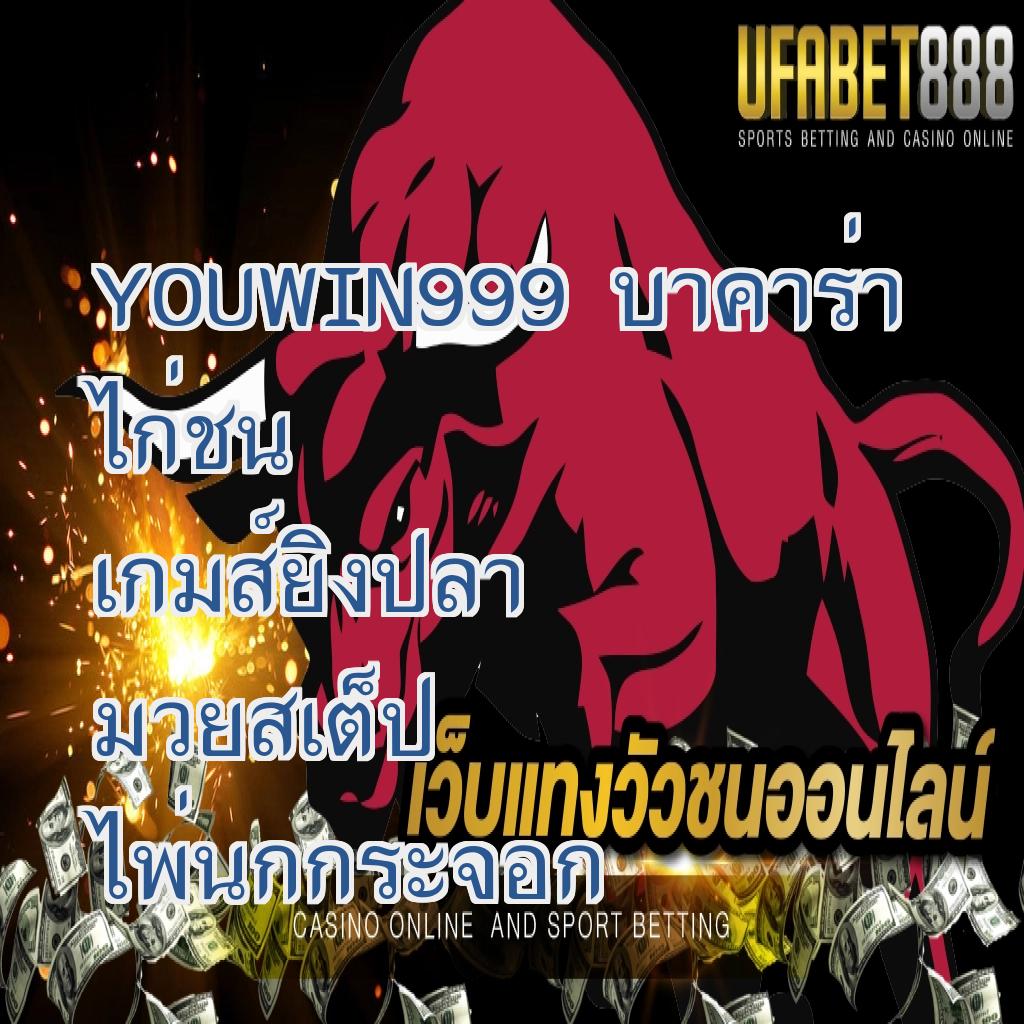 UFABET888
SPORTS BETTING AND CASINO ONLINE
YOUWIN999 บาคาร่า
ไก่ชน
เกมส์ยิงปลา
มวยสเต็ป
เว็บแทงวัวชนออนไลน์
ไพ่นกกระจอก
CASINO ONLINE AND SPORT BETTING